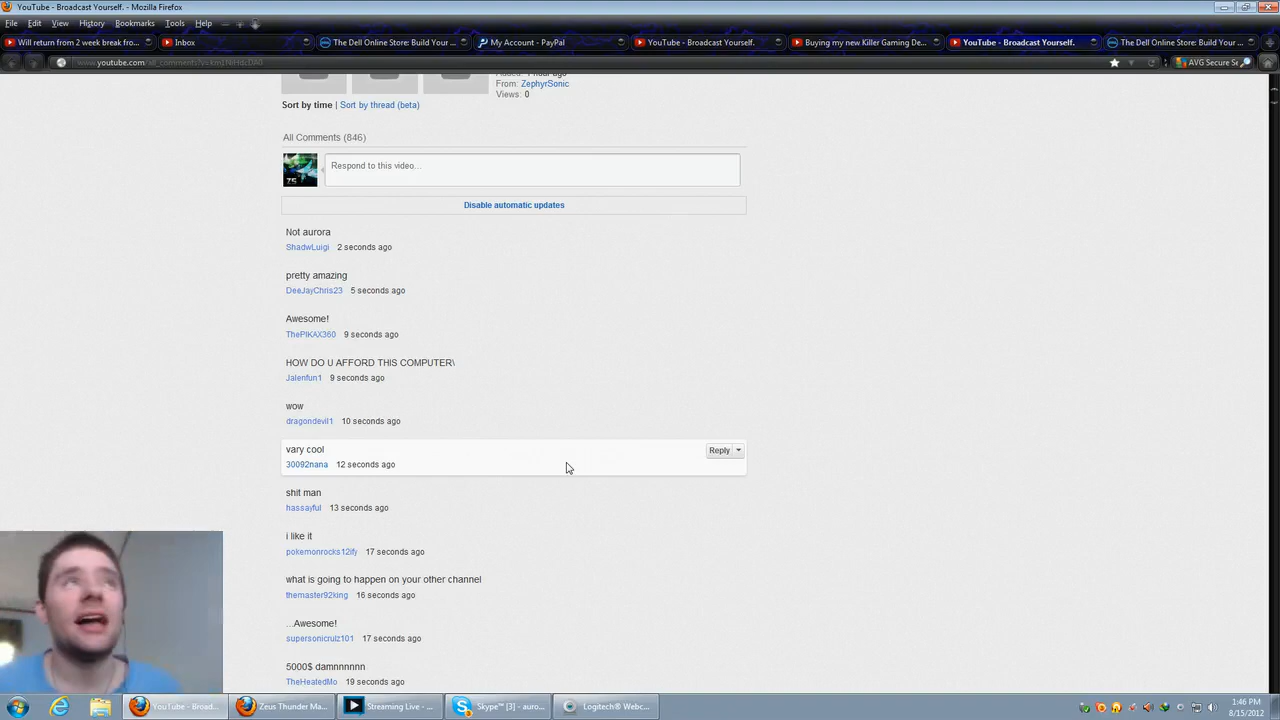 YouTube - Broadcast Yourself. - Mozilla Firefox
File Edit View History Bookmarks Tools Help
Will return from 2 week break fro... Inbox The Dell Online Store: Build Your ... My Account - PayPal YouTube - Broadcast Yourself. Buying my new Killer Gaming De... YouTube - Broadcast Yourself. The Dell Online Store: Build Your ...
AVG Secure Se
From: ZephyrSonic
Views: 0
Sort by time | Sort by thread (beta)
All Comments (846)
Respond to this video...
ZS
Disable automatic updates
Not aurora
ShadwLuigi 2 seconds ago
pretty amazing
DeeJayChris23 5 seconds ago
Awesome!
ThePIKAX360 9 seconds ago
HOW DO U AFFORD THIS COMPUTER\
Jalenfun1 9 seconds ago
wow
dragondevil1 10 seconds ago
vary cool
Reply
30092nana 12 seconds ago
shit man
hassayful 13 seconds ago
i like it
pokemonrocks12ify 17 seconds ago
what is going to happen on your other channel
themaster92king 16 seconds ago
...Awesome!
supersonicrulz101 17 seconds ago
5000$ damnnnnnn
TheHeatedMo 19 seconds ago
YouTube - Broad... Zeus Thunder Ma... Streaming Live - ... Skype™ [3] - auro... Logitech® Webc...
1:46 PM
8/15/2012